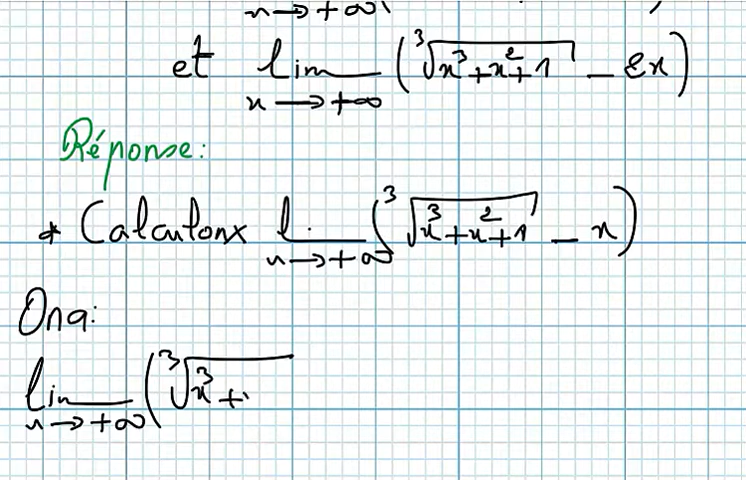 x→+∞
et lim x→+∞ (∛x³+x²+1 - 2x)
Réponse:
* Calculons lim x→+∞ (∛x³+x²+1 - x)
On a:
lim x→+∞ (∛x³+